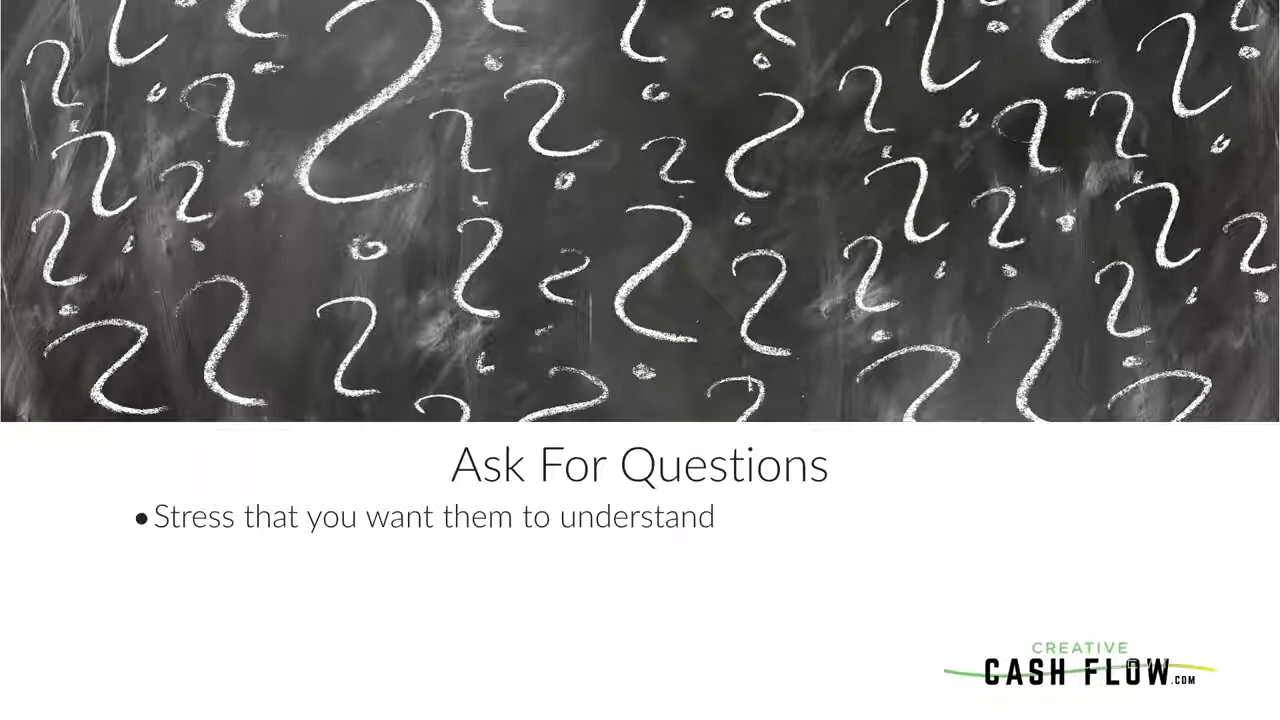 Ask For Questions
•Stress that you want them to understand
CREATIVE
CASH FLOW.COM